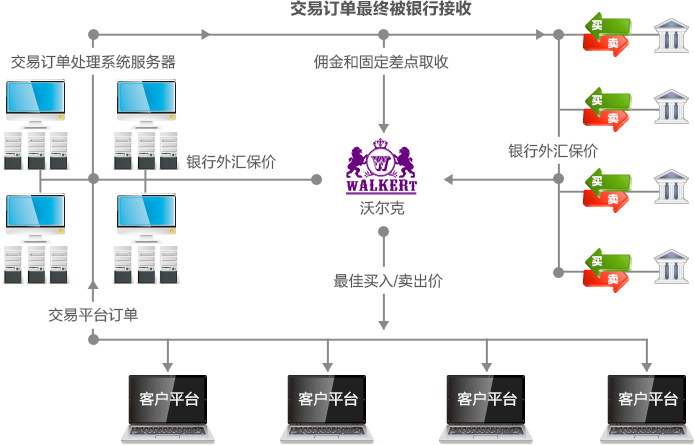 交易订单最终被银行接收
交易订单处理系统服务器
佣金和固定差点取收
买
卖
买
卖
银行外汇保价
银行外汇保价
W
WALKERT
沃尔克
买
卖
最佳买入/卖出价
买
卖
交易平台订单
客户平台
客户平台
客户平台
客户平台